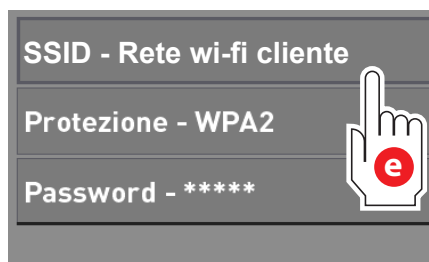 SSID - Rete wi-fi cliente
Protezione - WPA2
Password - *****
e